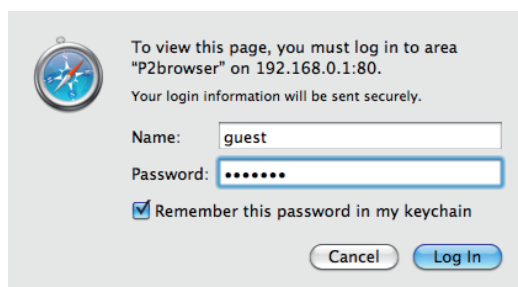 To view this page, you must log in to area
“P2browser” on 192.168.0.1:80.
Your login information will be sent securely.
Name: guest
Password: •••••••
Remember this password in my keychain
Cancel Log In